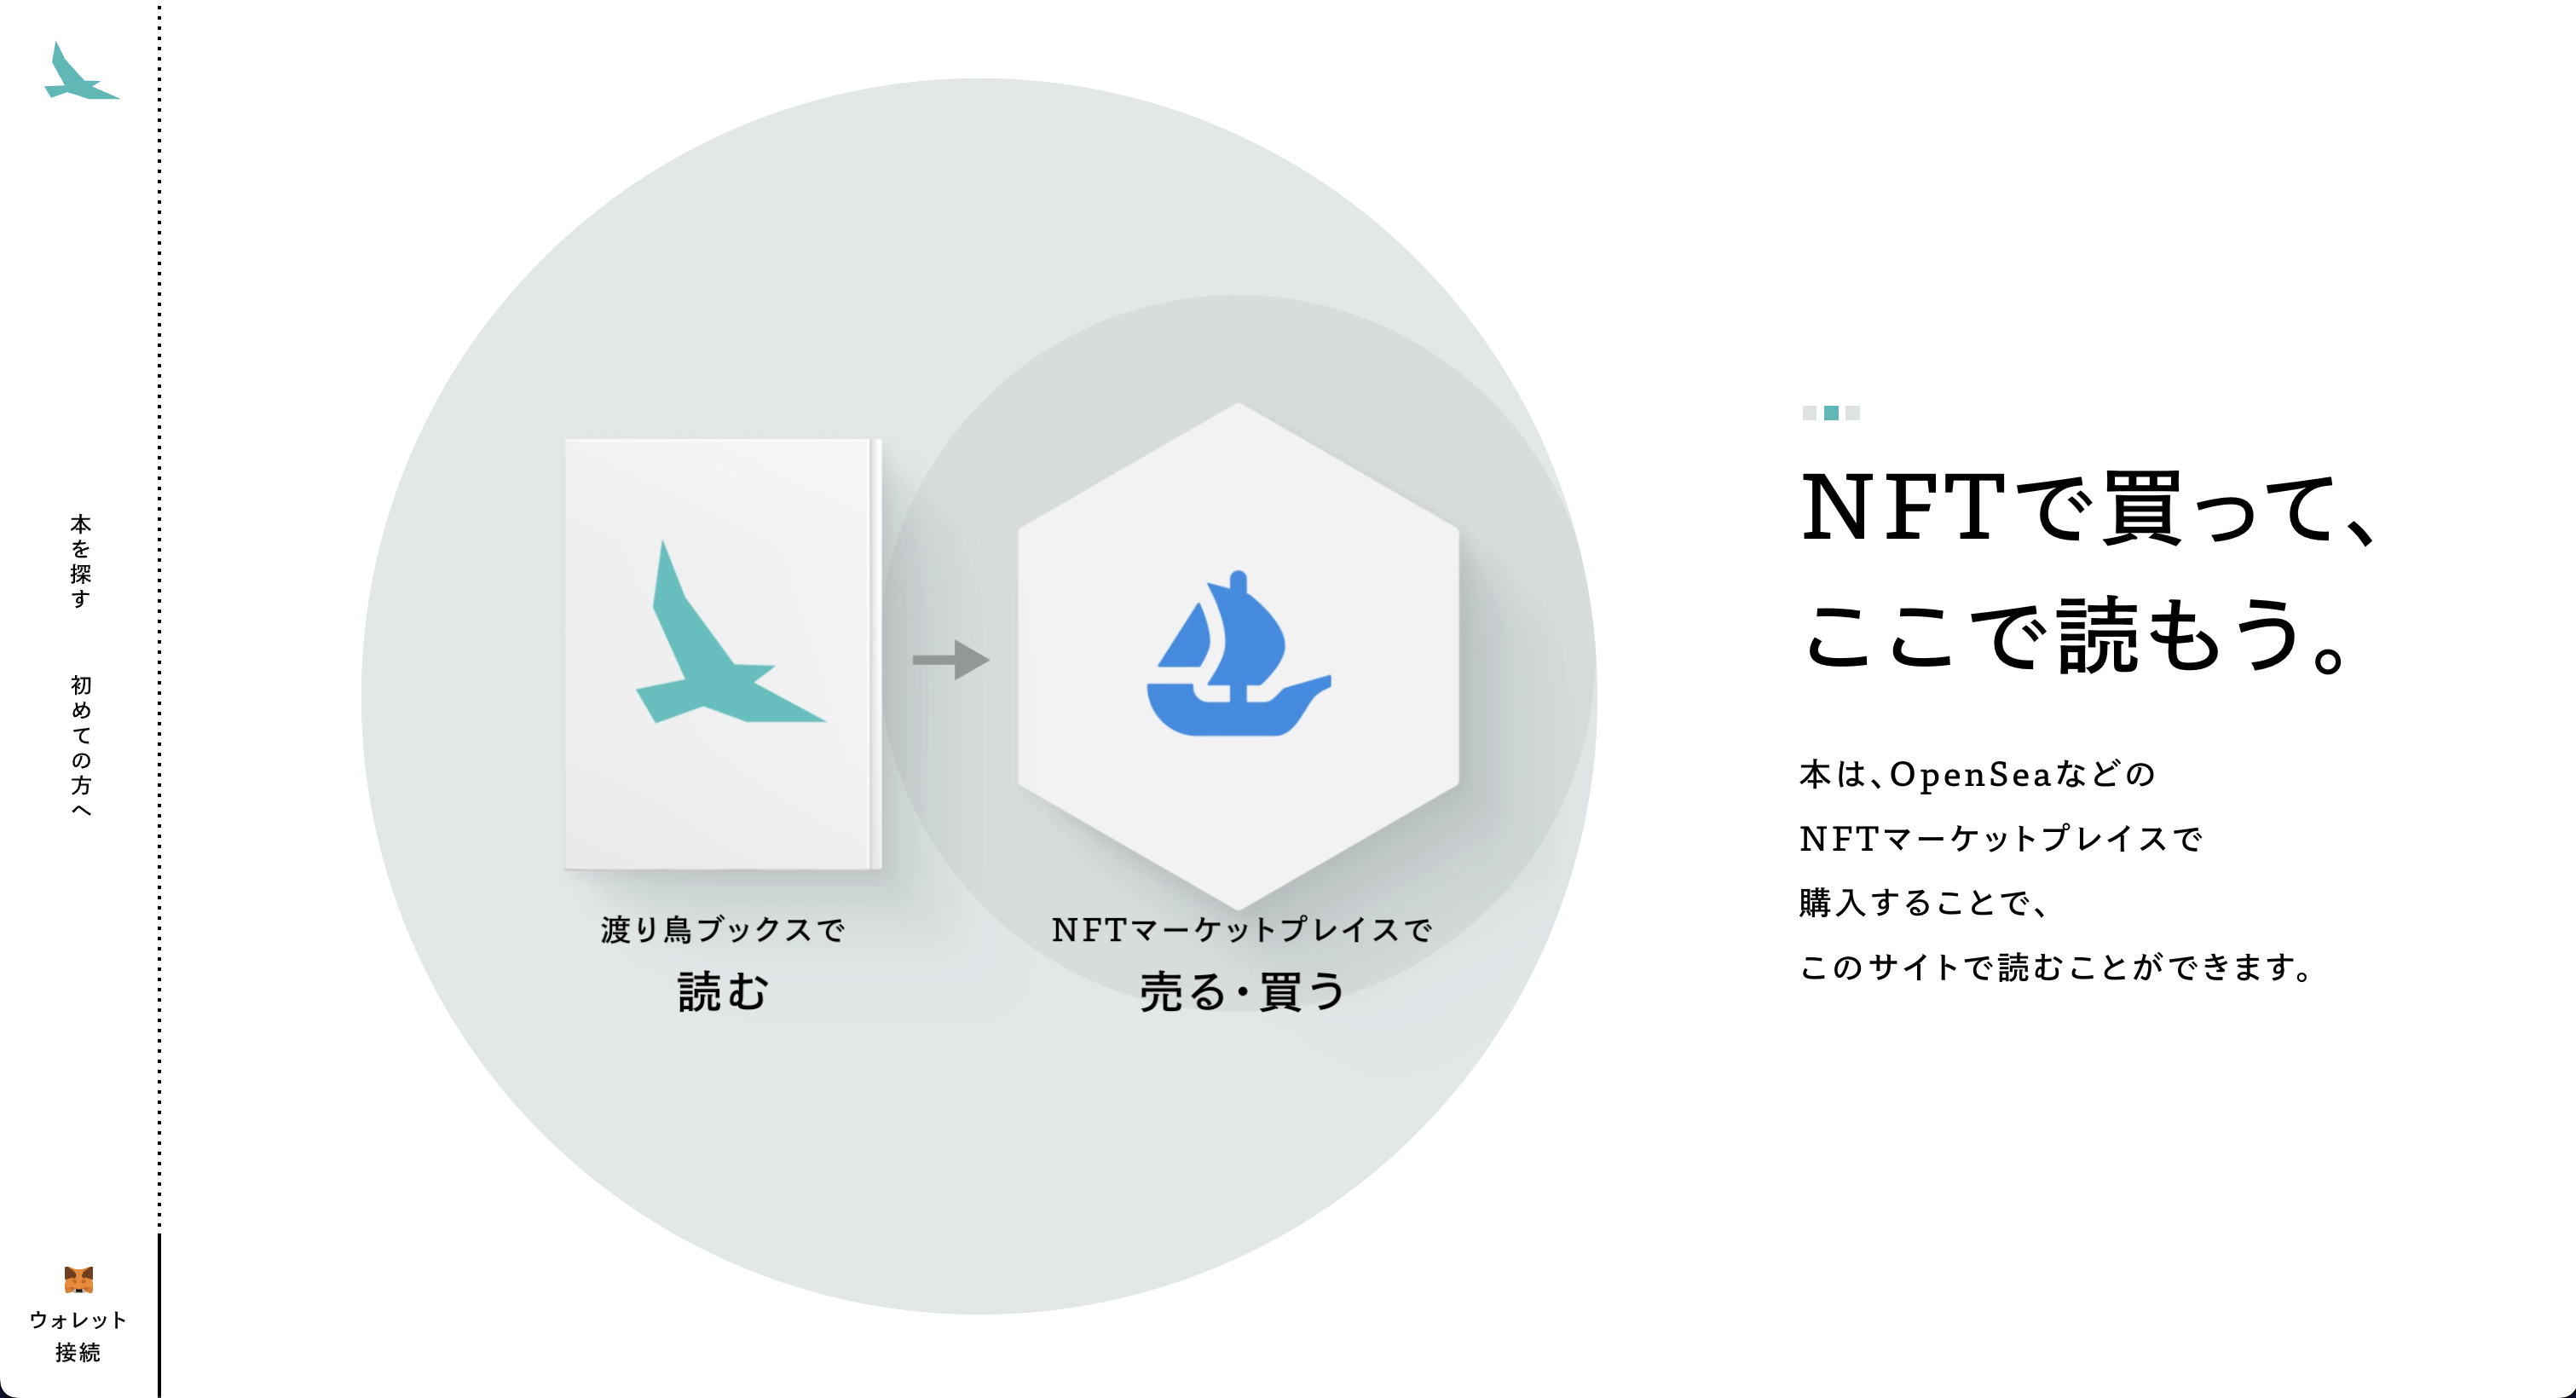 本を探す
初めての方へ
ウォレット
接続
渡り鳥ブックスで
読む
NFTマーケットプレイスで
売る・買う
NFTで買って、
ここで読もう。
本は、OpenSeaなどの
NFTマーケットプレイスで
購入することで、
このサイトで読むことができます。